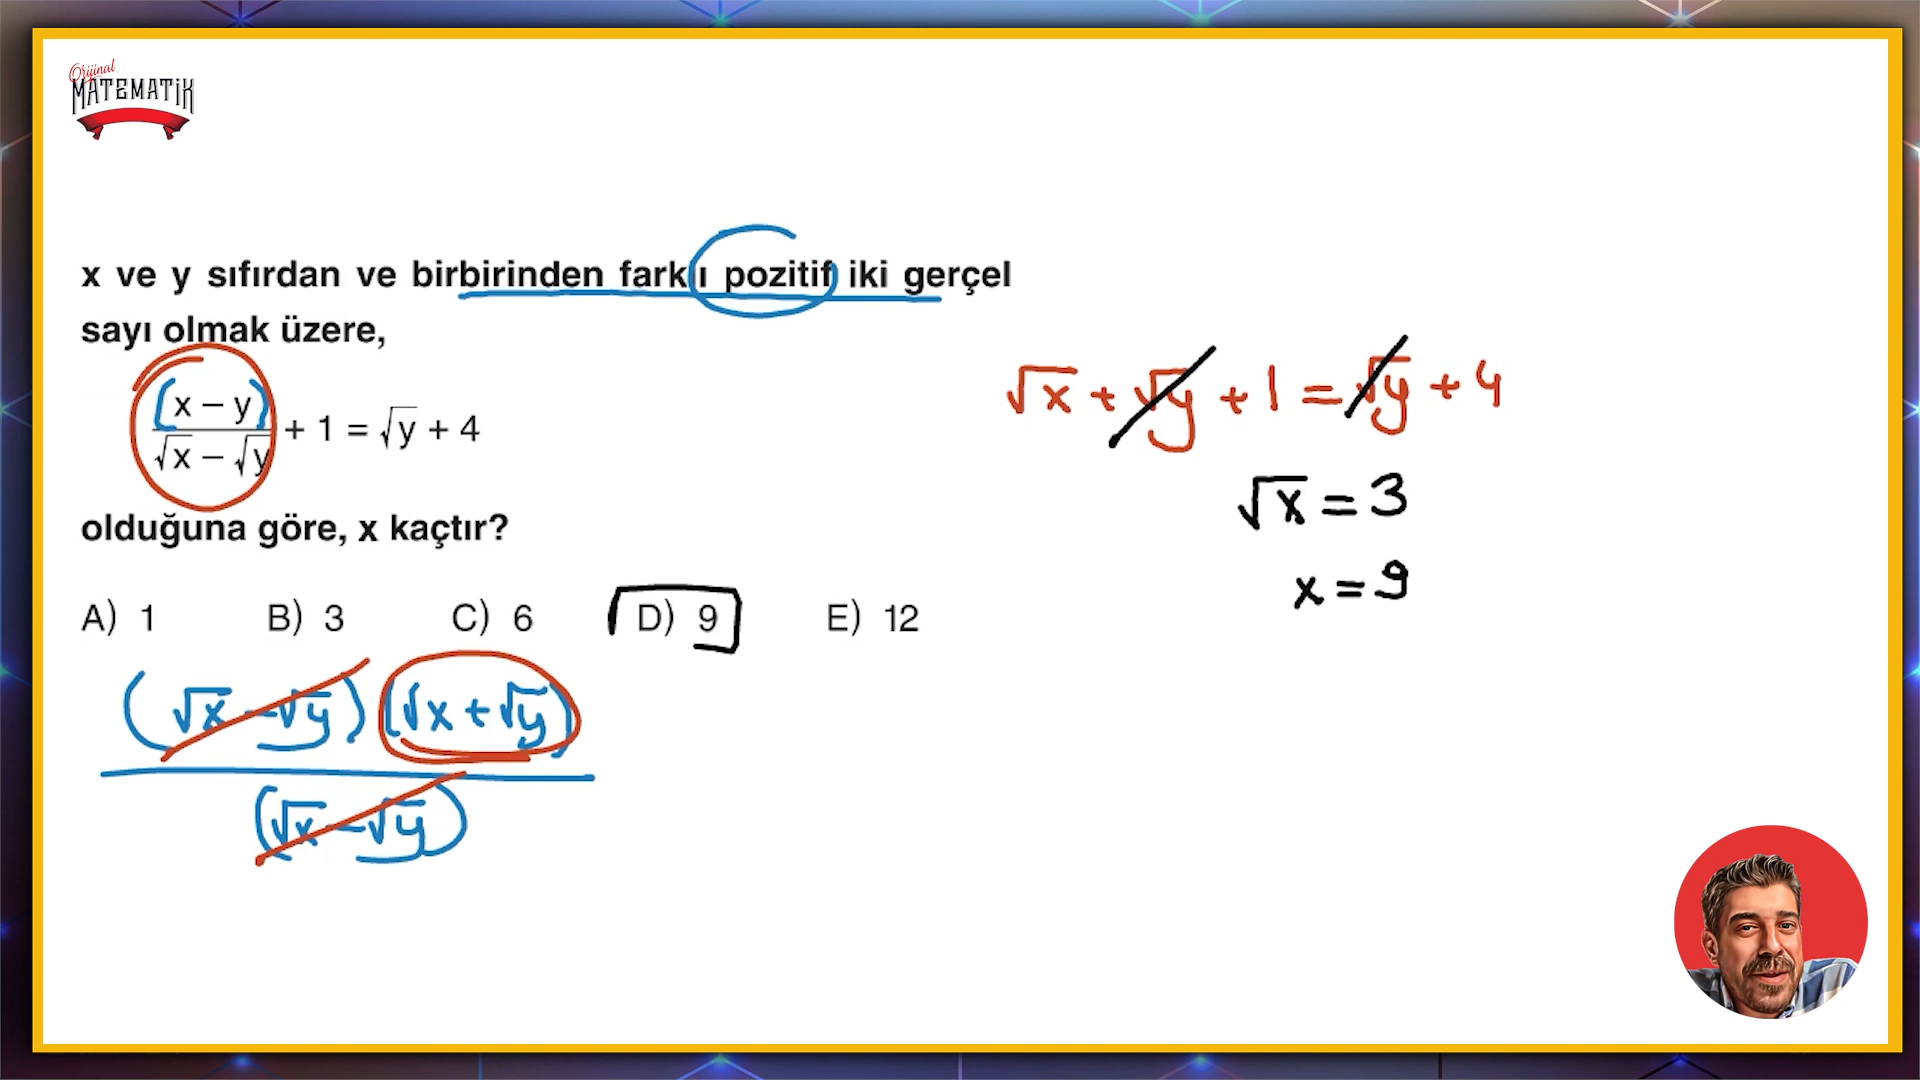 Orijinal
MATEMATİK
x ve y sıfırdan ve birbirinden farklı pozitif iki gerçel
sayı olmak üzere,
(x − y) / (√x − √y) + 1 = √y + 4
olduğuna göre, x kaçtır?
A) 1 B) 3 C) 6 D) 9 E) 12
(√x − √y) (√x + √y)
(√x − √y)
√x + √y + 1 = √y + 4
√x = 3
x = 9